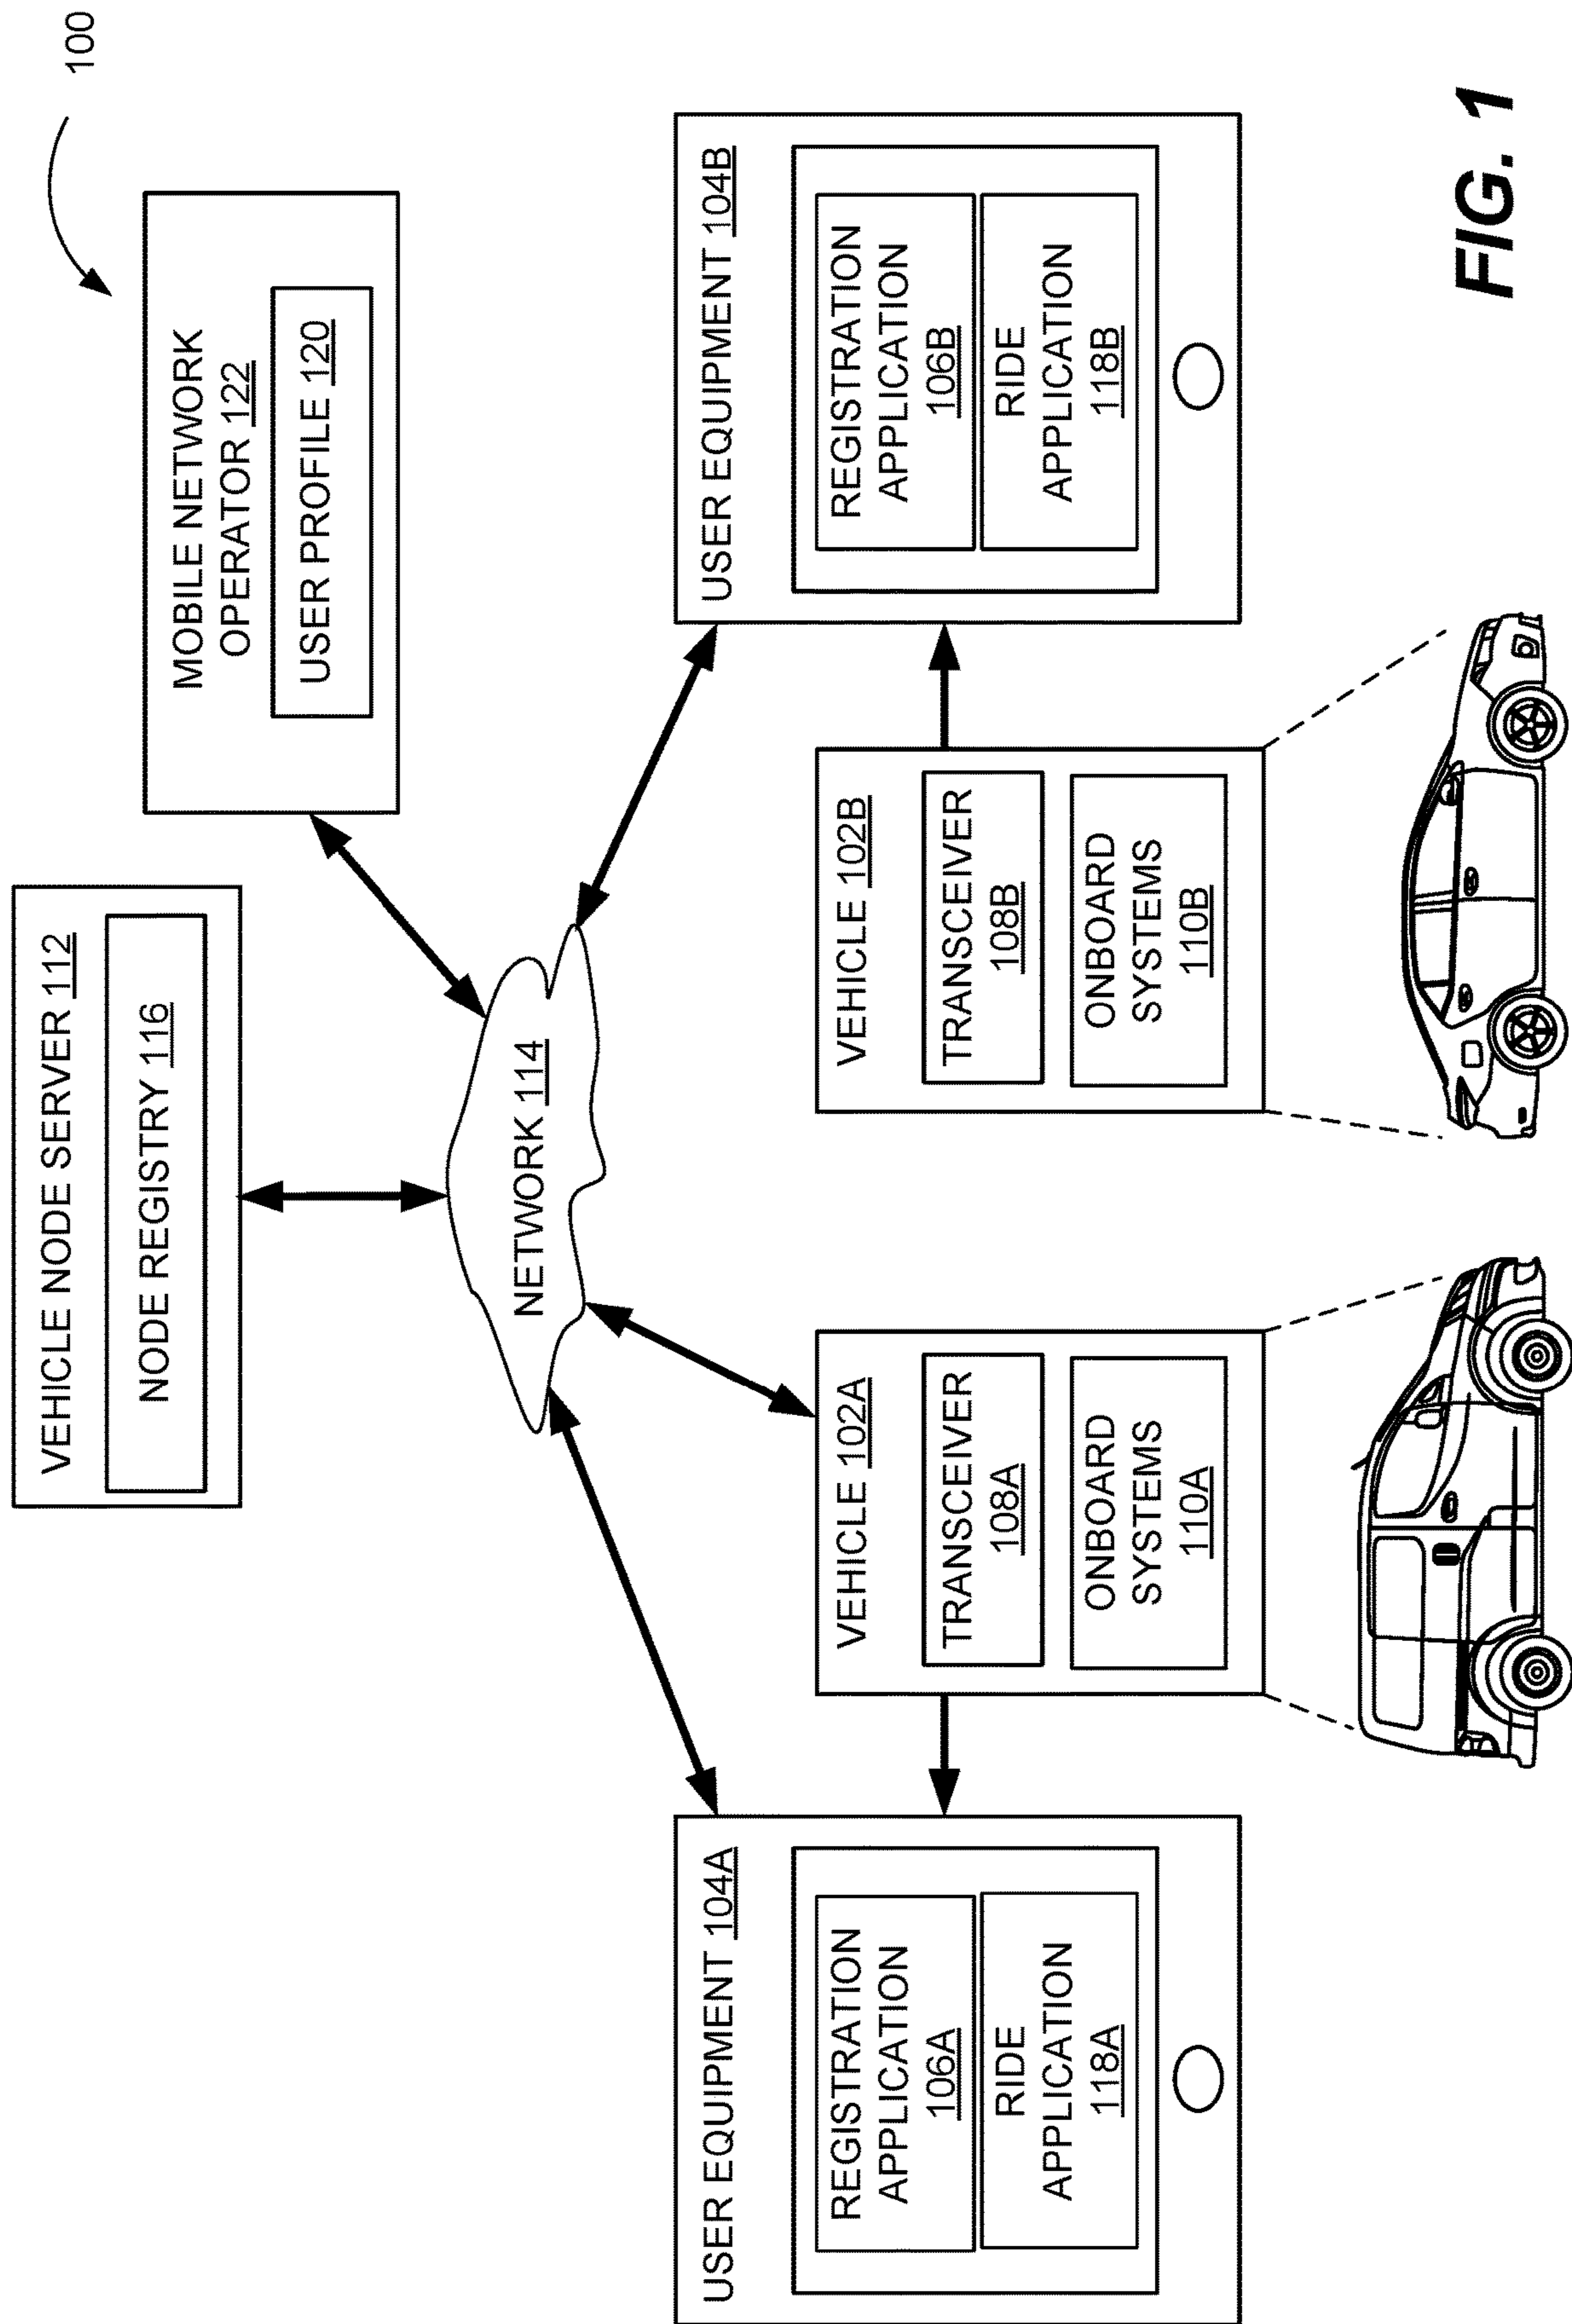 100
VEHICLE NODE SERVER 112
NODE REGISTRY 116
MOBILE NETWORK
OPERATOR 122
USER PROFILE 120
NETWORK 114
USER EQUIPMENT 104A
REGISTRATION
APPLICATION
106A
RIDE
APPLICATION
118A
VEHICLE 102A
TRANSCEIVER
108A
ONBOARD
SYSTEMS
110A
VEHICLE 102B
TRANSCEIVER
108B
ONBOARD
SYSTEMS
110B
USER EQUIPMENT 104B
REGISTRATION
APPLICATION
106B
RIDE
APPLICATION
118B
FIG. 1